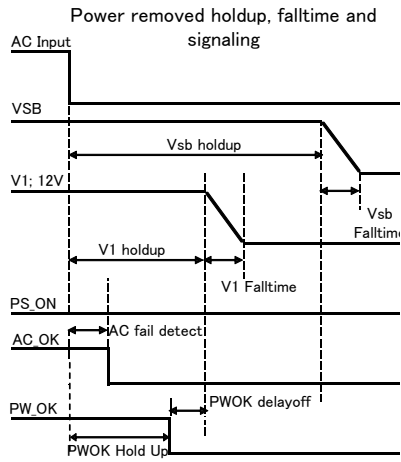 Power removed holdup, falltime and
signaling
AC Input
VSB
Vsb holdup
V1; 12V
Vsb
Falltime
V1 holdup
V1 Falltime
PS_ON
AC fail detect
AC_OK
PWOK delayoff
PW_OK
PWOK Hold Up